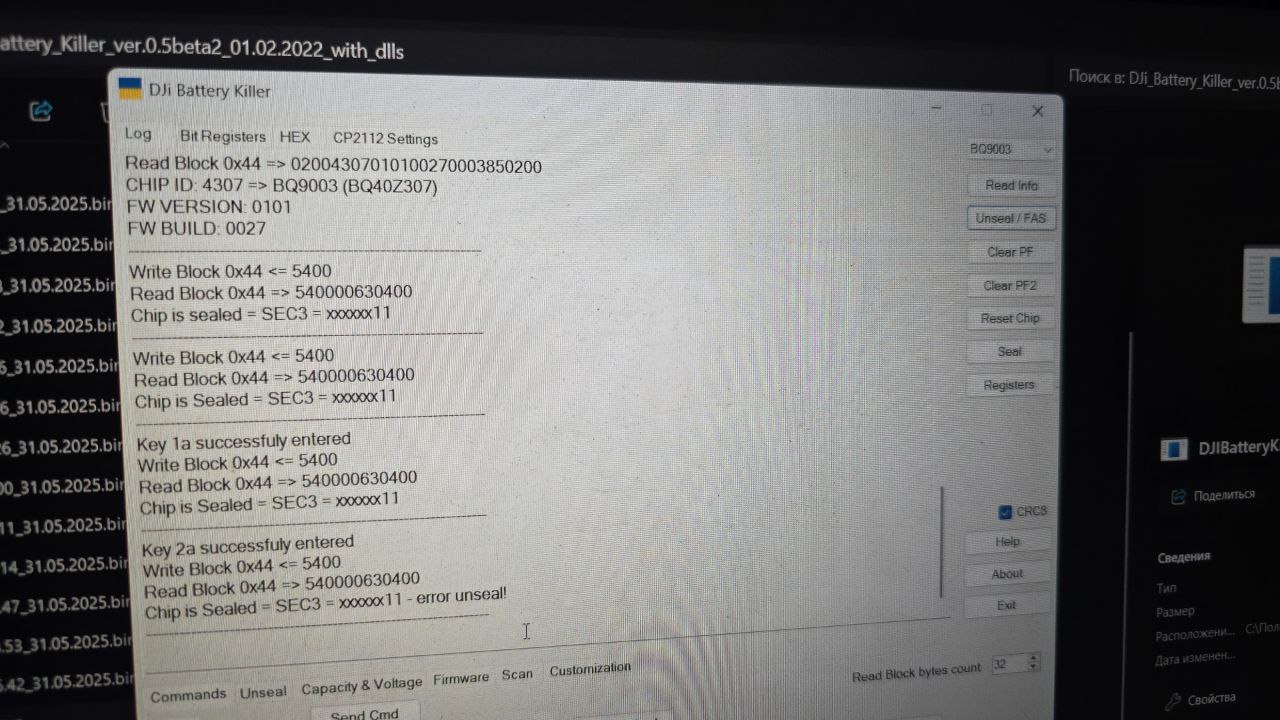 attery_Killer_ver.0.5beta2_01.02.2022_with_dlls
Поиск в: DJi_Battery_Killer_ver.0.5b
DJi Battery Killer
Log Bit Registers HEX CP2112 Settings
Read Block 0x44 => 02004307010100270003850200
CHIP ID: 4307 => BQ9003 (BQ40Z307)
FW VERSION: 0101
FW BUILD: 0027
Write Block 0x44 <= 5400
Read Block 0x44 => 540000630400
Chip is sealed = SEC3 = xxxxxx11
Write Block 0x44 <= 5400
Read Block 0x44 => 540000630400
Chip is Sealed = SEC3 = xxxxxx11
Key 1a successfuly entered
Write Block 0x44 <= 5400
Read Block 0x44 => 540000630400
Chip is Sealed = SEC3 = xxxxxx11
Key 2a successfuly entered
Write Block 0x44 <= 5400
Read Block 0x44 => 540000630400
Chip is Sealed = SEC3 = xxxxxx11 - error unseal!
BQ9003
Read Info
Unseal / FAS
Clear PF
Clear PF2
Reset Chip
Seal
Registers
CRC8
Help
About
Exit
Commands Unseal Capacity & Voltage Firmware Scan Customization
Read Block bytes count 32
Send Cmd
_31.05.2025.bin
_31.05.2025.bin
3_31.05.2025.bin
2_31.05.2025.bin
6_31.05.2025.bin
6_31.05.2025.bin
26_31.05.2025.bin
00_31.05.2025.bin
11_31.05.2025.bin
14_31.05.2025.bin
47_31.05.2025.bin
.53_31.05.2025.bin
5.42_31.05.2025.bin
DJIBatteryK
Поделиться
Сведения
Тип
Размер
Расположени... C:\Пол
Дата изменен...
Свойства